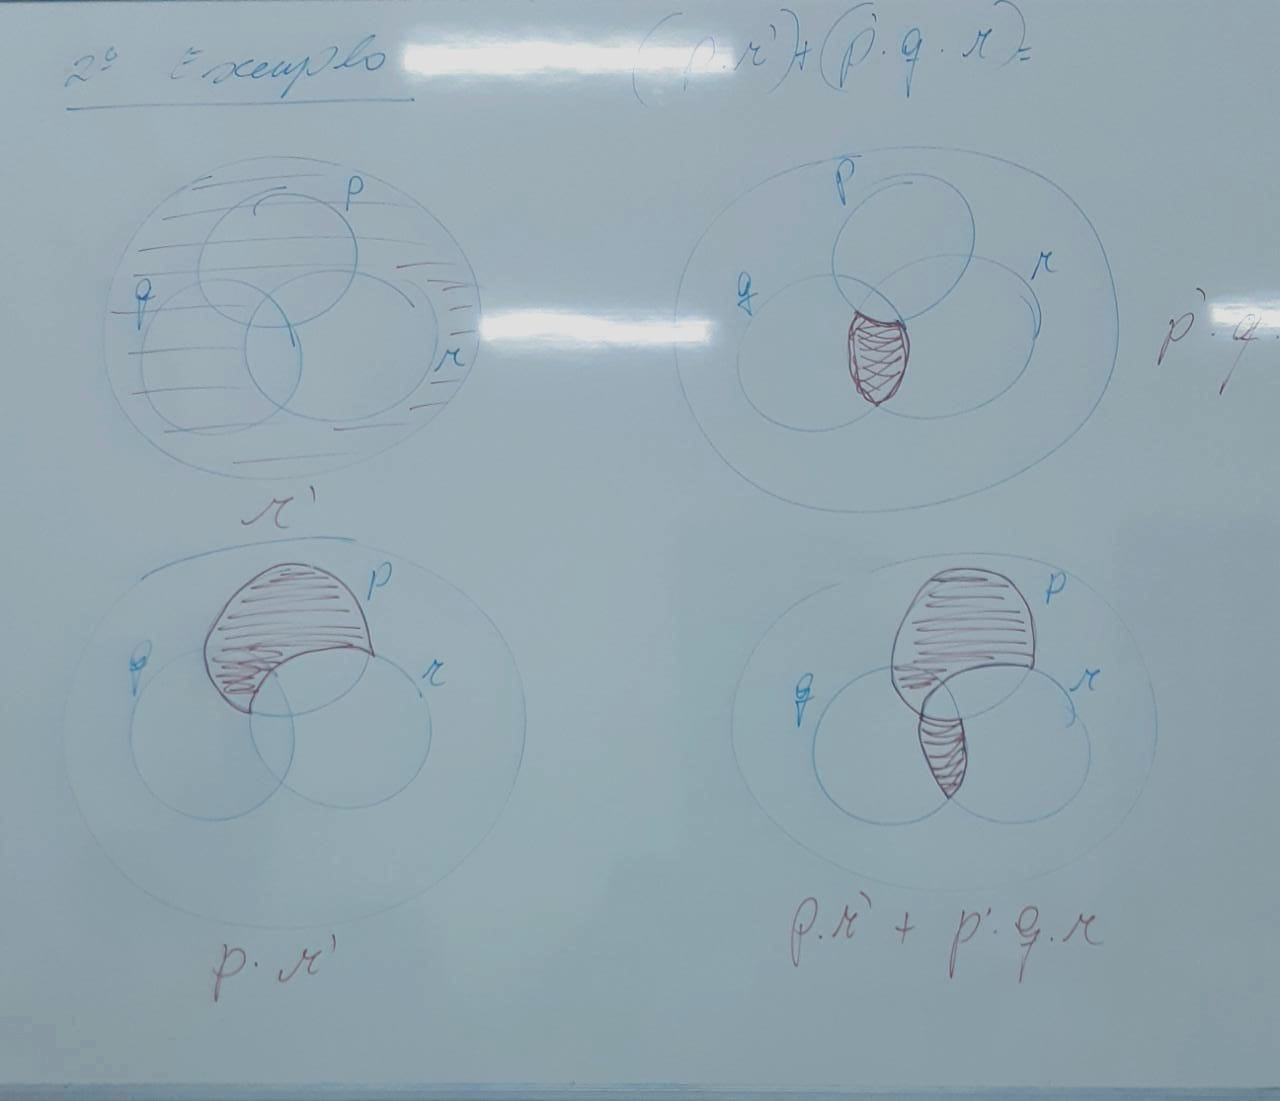 2º Exemplo (p.r')+(p'.q.r)=
p
q
r
r'
p
q
r
p'.q.
p
q
r
p.r'
p
q
r
p.r' + p'.q.r